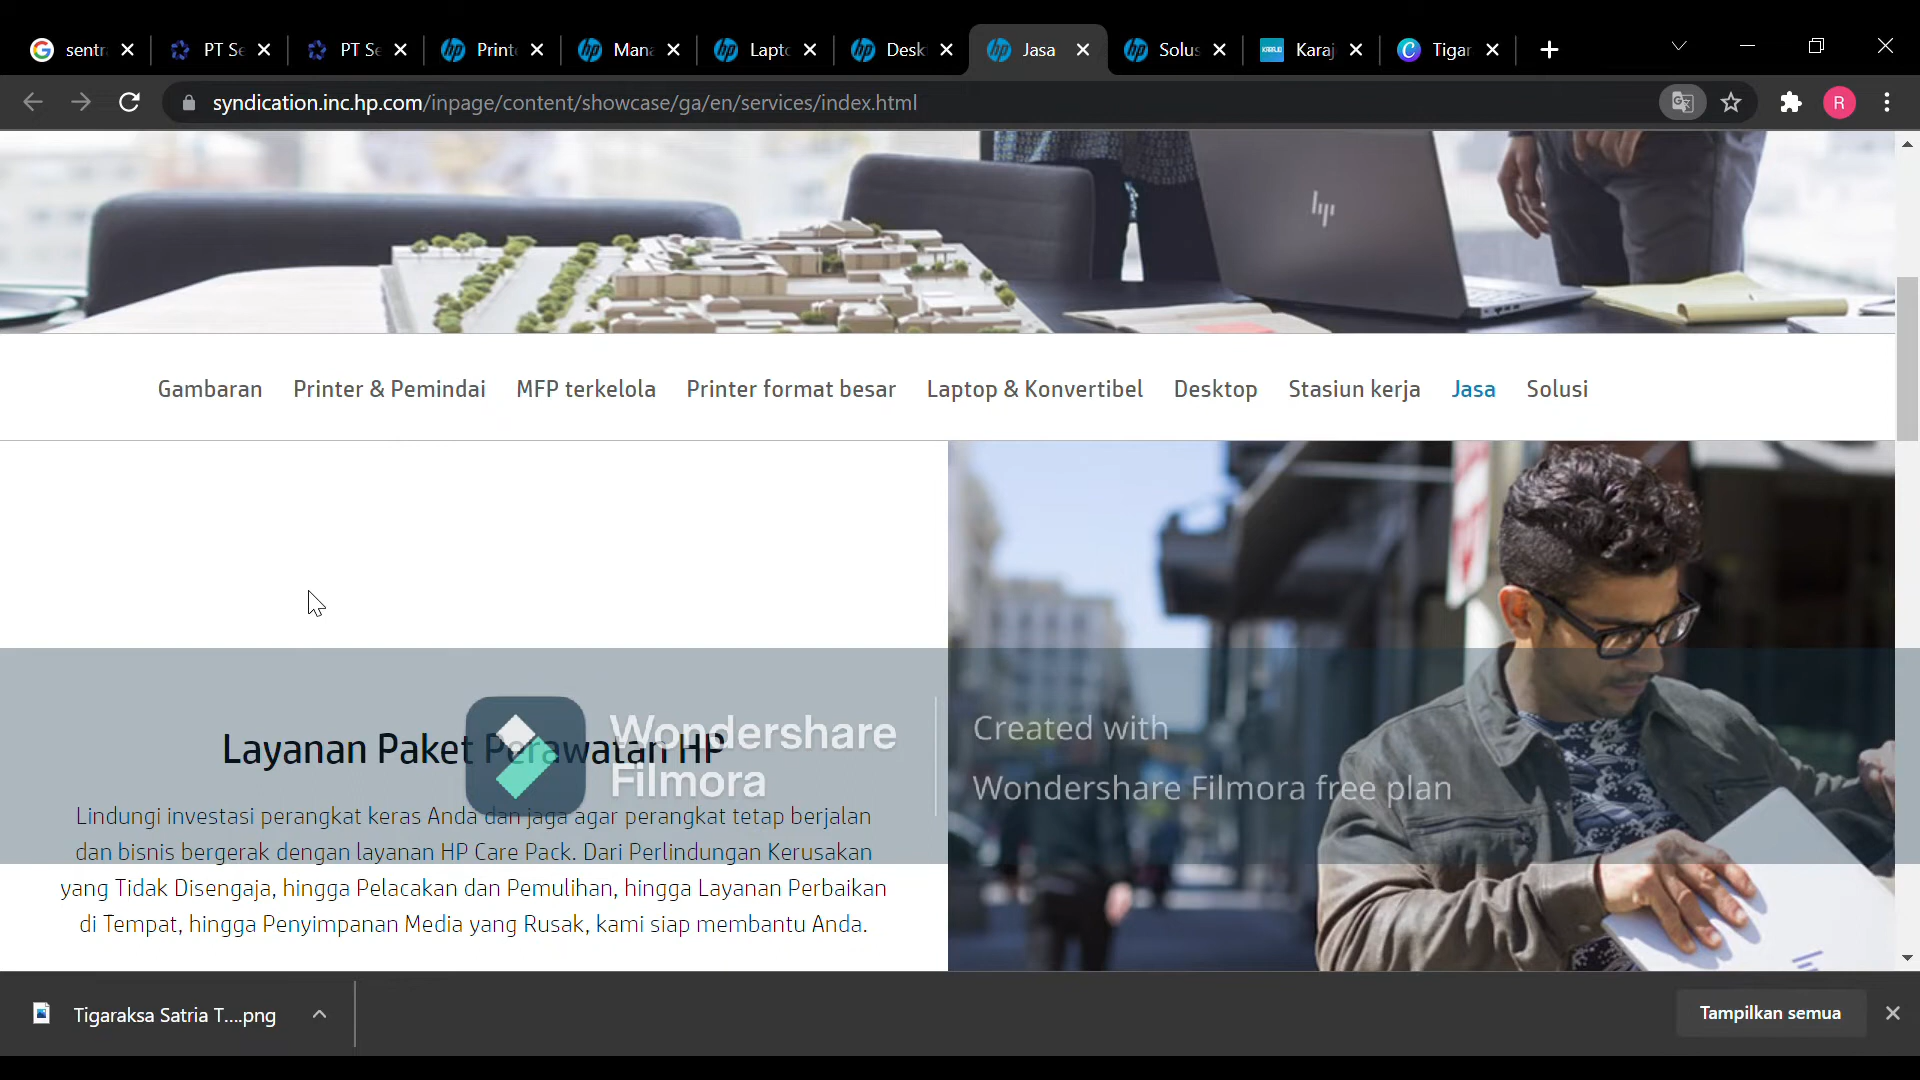 sentr
PT Se
PT Se
Printe
Mana
Lapto
Desk
Jasa
Solus
Karaj
Tigar
syndication.inc.hp.com/inpage/content/showcase/ga/en/services/index.html
R
hp
Gambaran Printer & Pemindai MFP terkelola Printer format besar Laptop & Konvertibel Desktop Stasiun kerja Jasa Solusi
Layanan Paket Perawatan HP
Lindungi investasi perangkat keras Anda dan jaga agar perangkat tetap berjalan
dan bisnis bergerak dengan layanan HP Care Pack. Dari Perlindungan Kerusakan
yang Tidak Disengaja, hingga Pelacakan dan Pemulihan, hingga Layanan Perbaikan
di Tempat, hingga Penyimpanan Media yang Rusak, kami siap membantu Anda.
Wondershare
Filmora
Created with
Wondershare Filmora free plan
Tigaraksa Satria T....png
Tampilkan semua